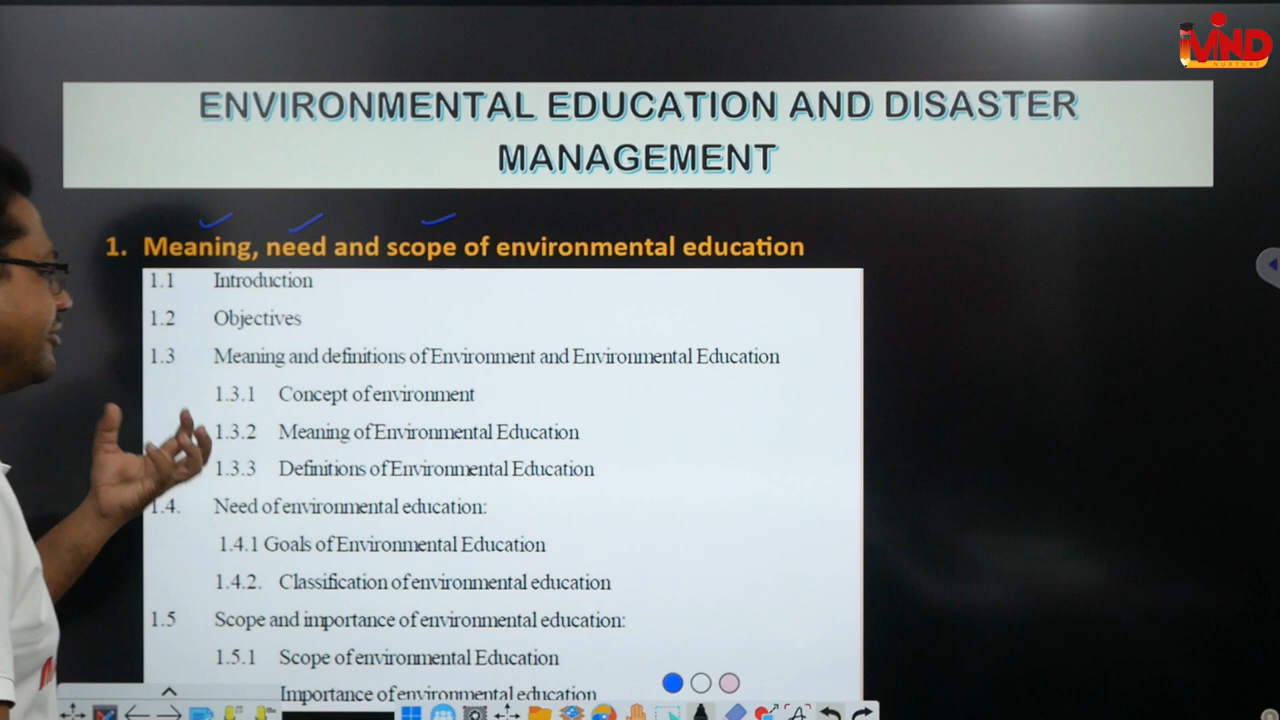 MIND
NURTURE
ENVIRONMENTAL EDUCATION AND DISASTER
MANAGEMENT
1. Meaning, need and scope of environmental education
1.1 Introduction
1.2 Objectives
1.3 Meaning and definitions of Environment and Environmental Education
1.3.1 Concept of environment
1.3.2 Meaning of Environmental Education
1.3.3 Definitions of Environmental Education
1.4. Need of environmental education:
1.4.1 Goals of Environmental Education
1.4.2. Classification of environmental education
1.5 Scope and importance of environmental education:
1.5.1 Scope of environmental Education
Importance of environmental education